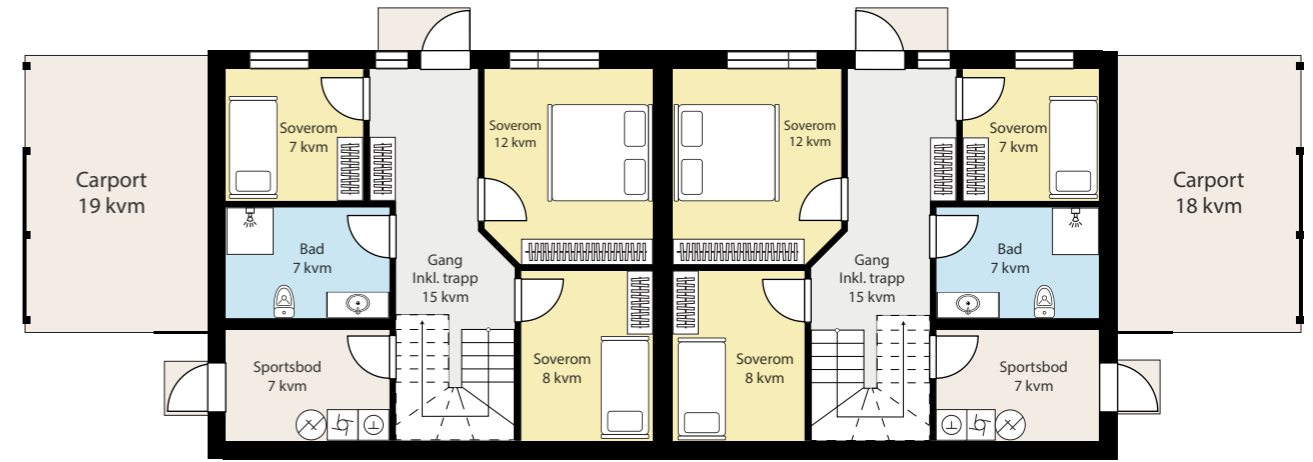 Carport
19 kvm
Soverom
7 kvm
Soverom
12 kvm
Soverom
12 kvm
Soverom
7 kvm
Carport
18 kvm
Bad
7 kvm
Gang
Inkl. trapp
15 kvm
Gang
Inkl. trapp
15 kvm
Bad
7 kvm
Sportsbod
7 kvm
Soverom
8 kvm
Soverom
8 kvm
Sportsbod
7 kvm